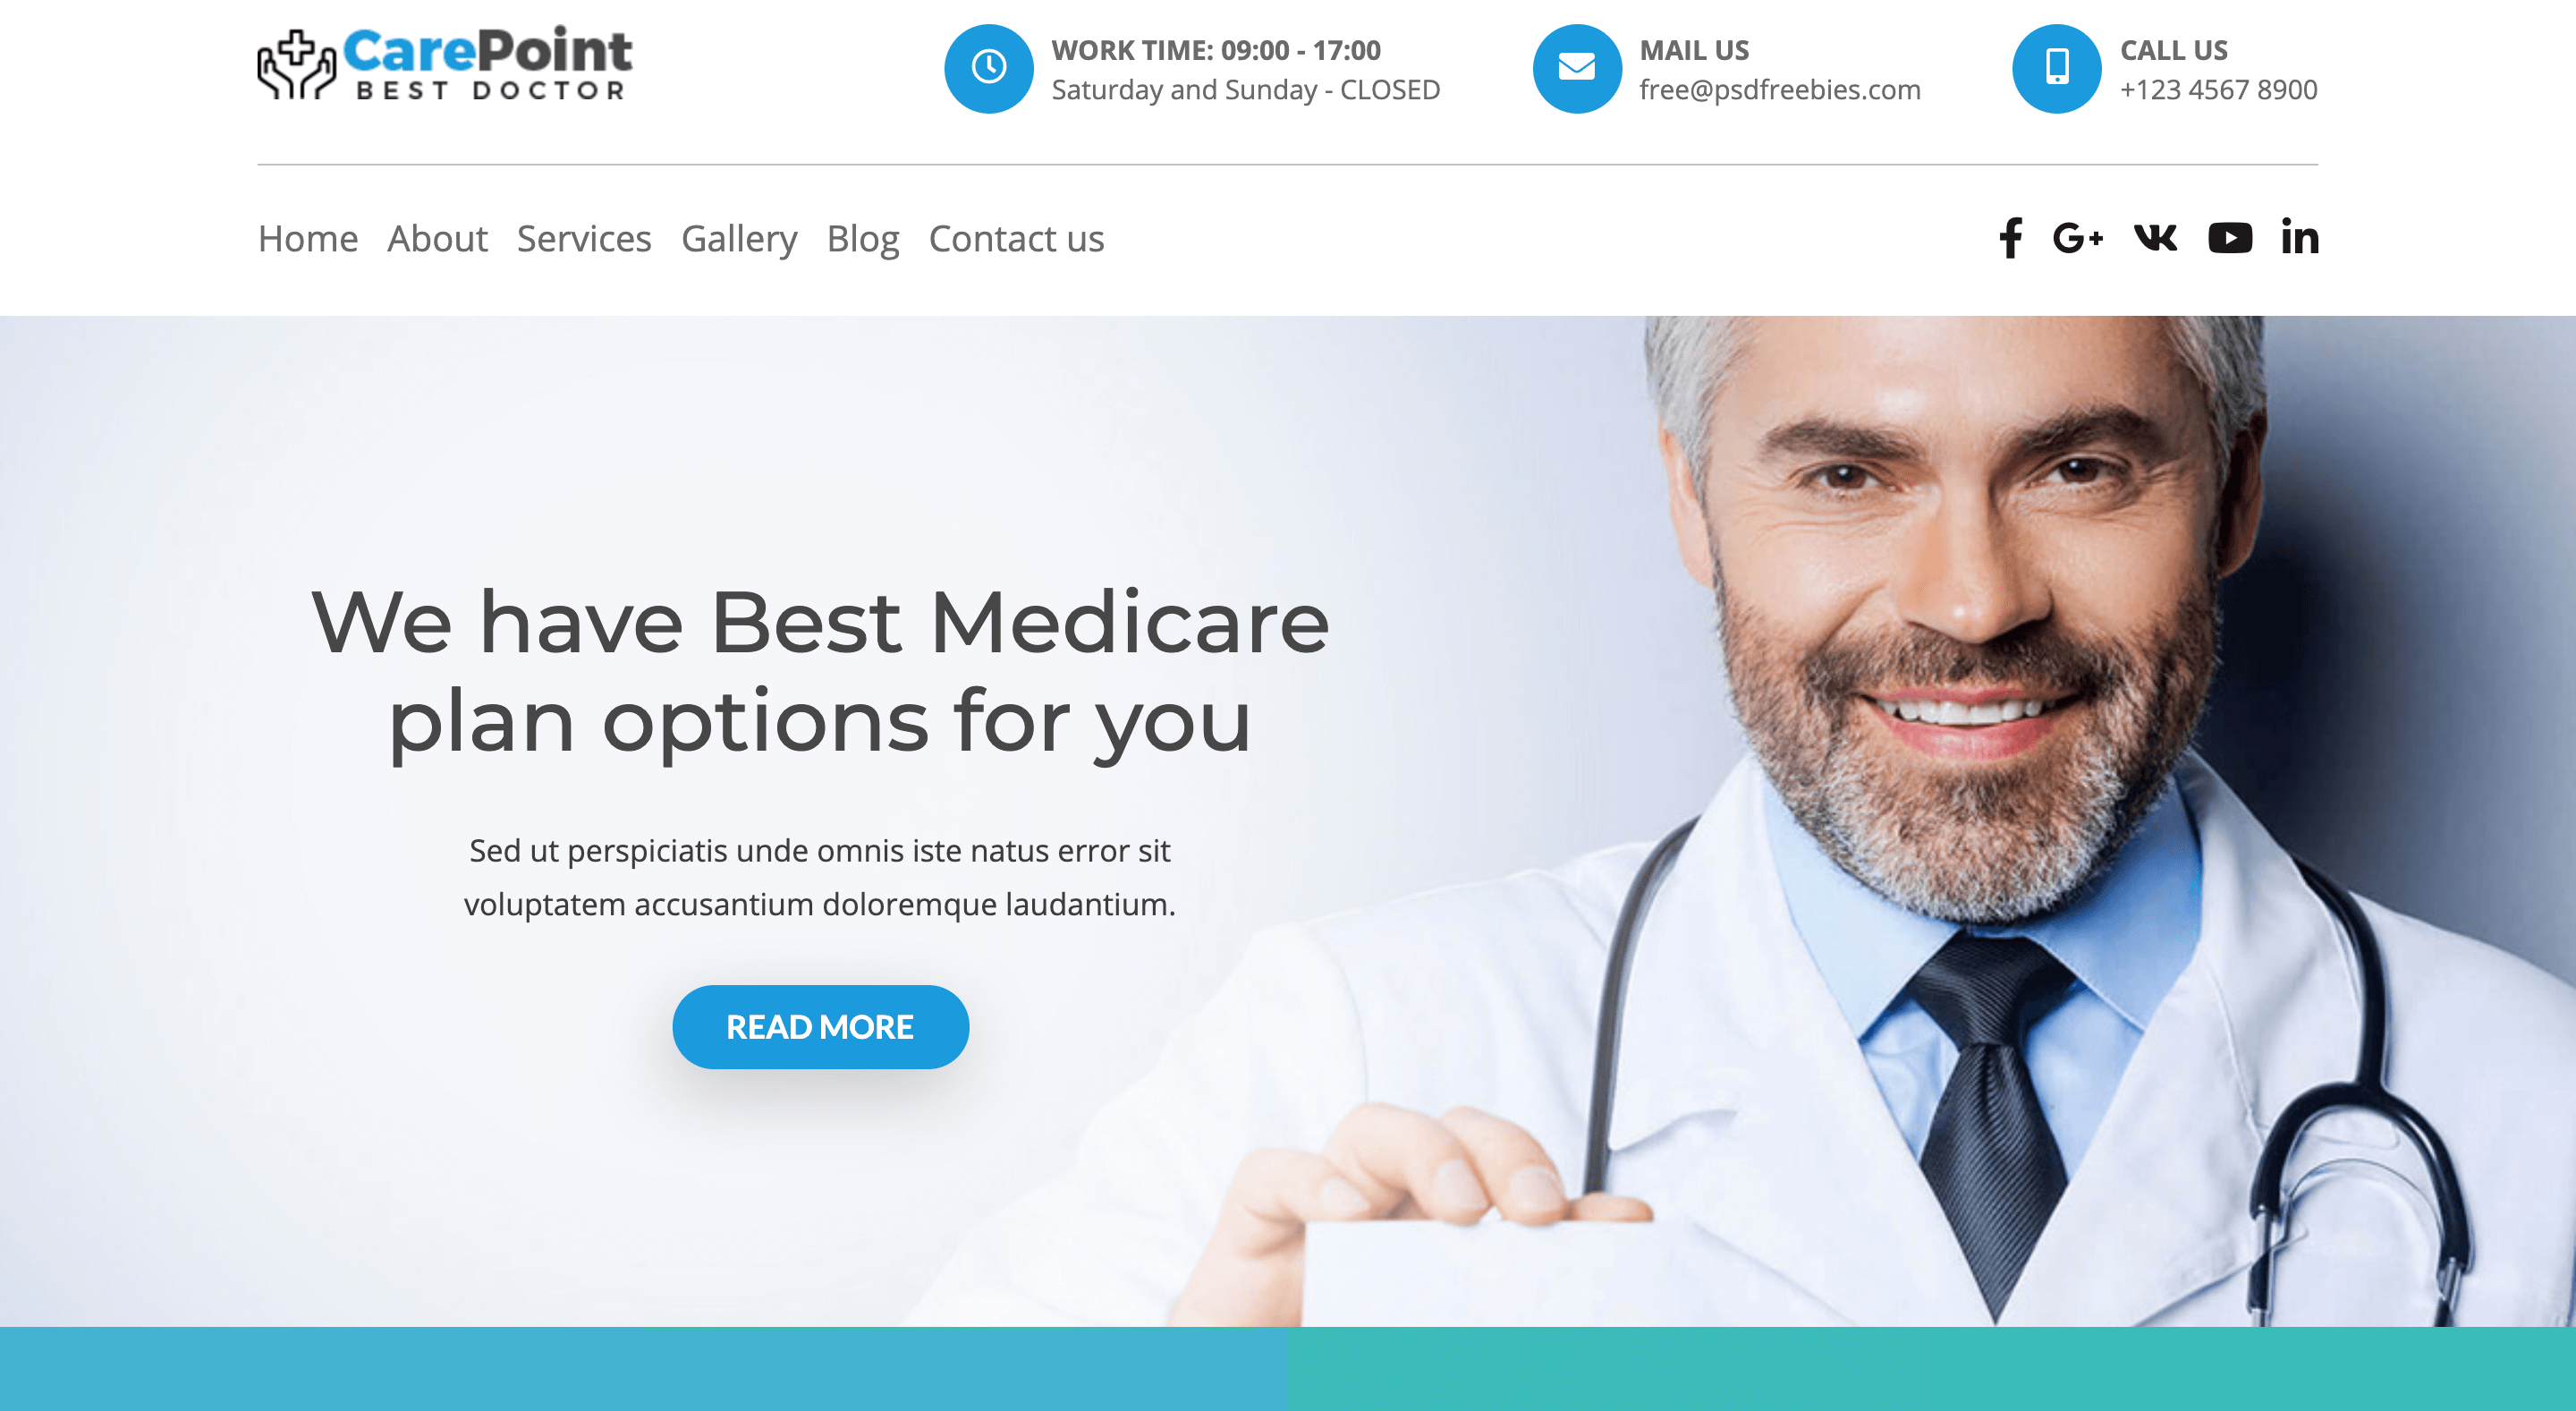 CarePoint
BEST DOCTOR
WORK TIME: 09:00 - 17:00
Saturday and Sunday - CLOSED
MAIL US
free@psdfreebies.com
CALL US
+123 4567 8900
Home About Services Gallery Blog Contact us
We have Best Medicare
plan options for you
Sed ut perspiciatis unde omnis iste natus error sit
voluptatem accusantium doloremque laudantium.
READ MORE